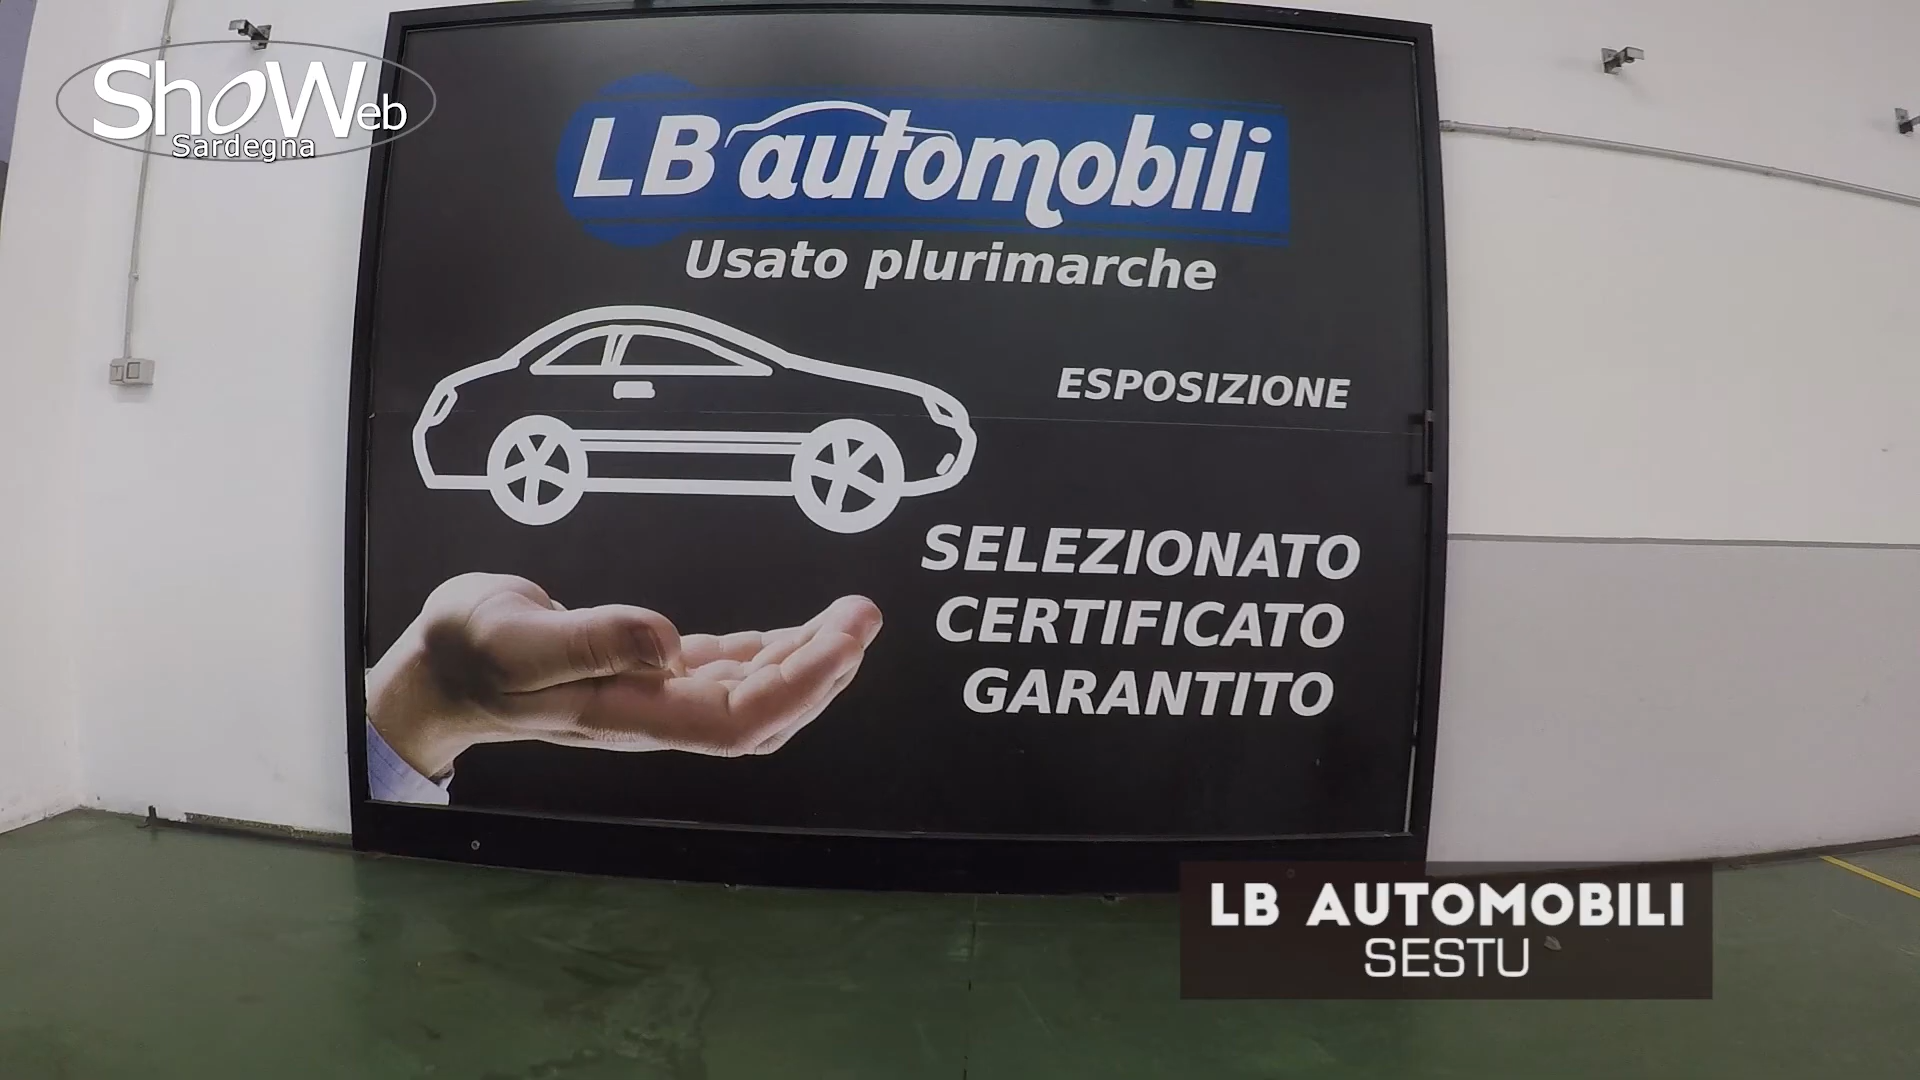 ShoWeb
Sardegna
LB automobili
Usato plurimarche
ESPOSIZIONE
SELEZIONATO
CERTIFICATO
GARANTITO
LB AUTOMOBILI
SESTU